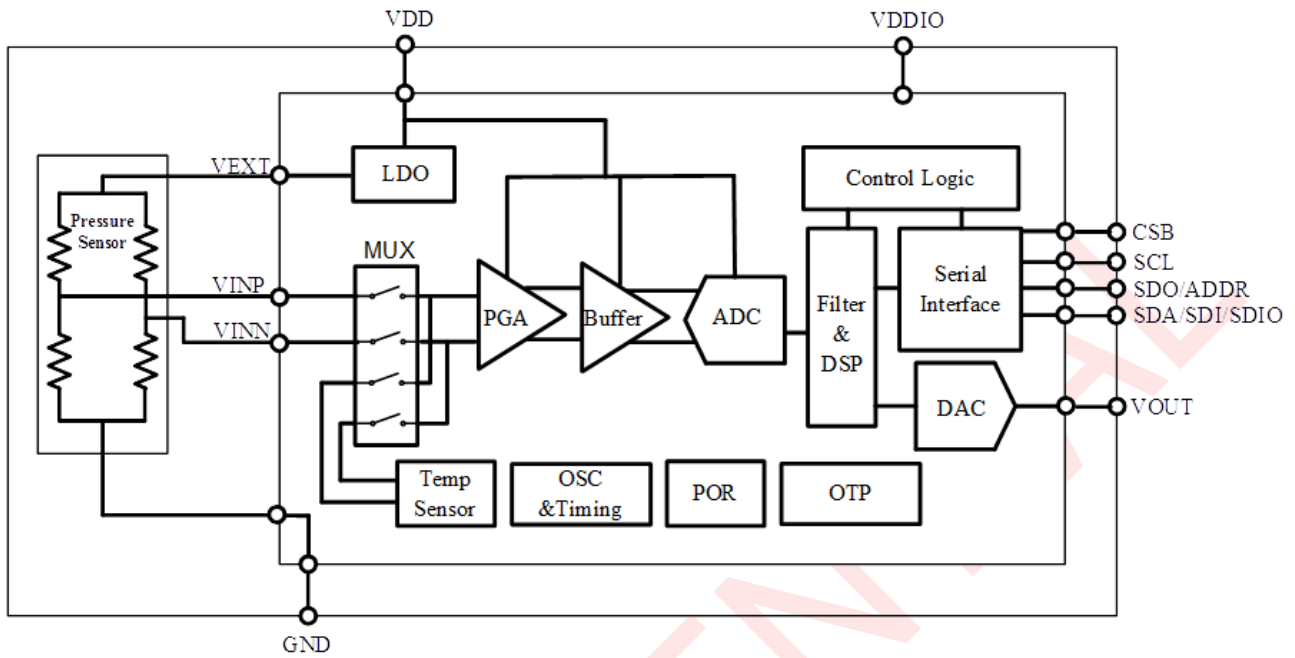 VDD
VDDIO
VEXT
LDO
Control Logic
Pressure
Sensor
MUX
CSB
SCL
SDO/ADDR
SDA/SDI/SDIO
VINP
VINN
PGA
Buffer
ADC
Filter
&
DSP
Serial
Interface
DAC
VOUT
Temp
Sensor
OSC
&Timing
POR
OTP
GND